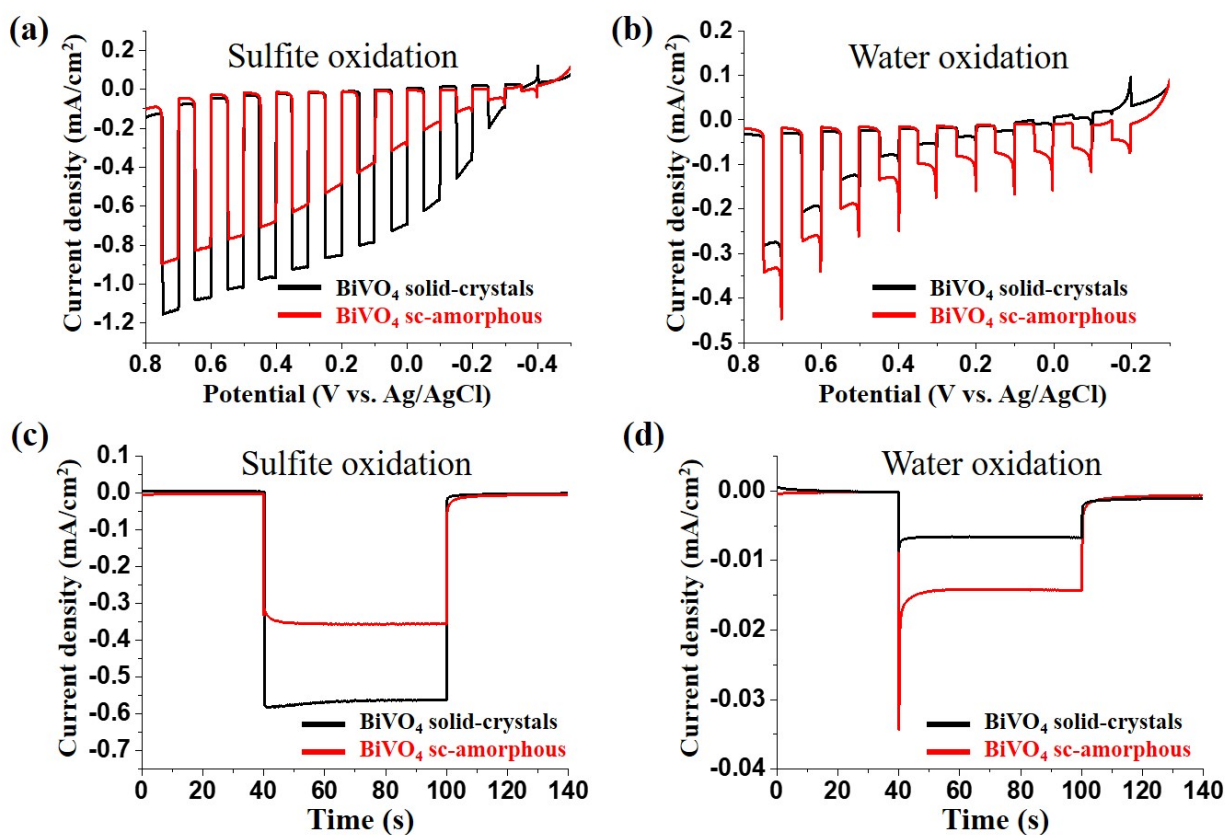 (a)
Sulfite oxidation
Current density (mA/cm²)
0.2
0.0
-0.2
-0.4
-0.6
-0.8
-1.0
-1.2
BiVO₄ solid-crystals
BiVO₄ sc-amorphous
0.8 0.6 0.4 0.2 0.0 -0.2 -0.4
Potential (V vs. Ag/AgCl)
(b)
Water oxidation
Current density (mA/cm²)
0.2
0.1
0.0
-0.1
-0.2
-0.3
-0.4
-0.5
BiVO₄ solid-crystals
BiVO₄ sc-amorphous
0.8 0.6 0.4 0.2 0.0 -0.2
Potential (V vs. Ag/AgCl)
(c)
Sulfite oxidation
Current density (mA/cm²)
0.1
0.0
-0.1
-0.2
-0.3
-0.4
-0.5
-0.6
-0.7
BiVO₄ solid-crystals
BiVO₄ sc-amorphous
0 20 40 60 80 100 120 140
Time (s)
(d)
Water oxidation
Current density (mA/cm²)
0.00
-0.01
-0.02
-0.03
-0.04
BiVO₄ solid-crystals
BiVO₄ sc-amorphous
0 20 40 60 80 100 120 140
Time (s)